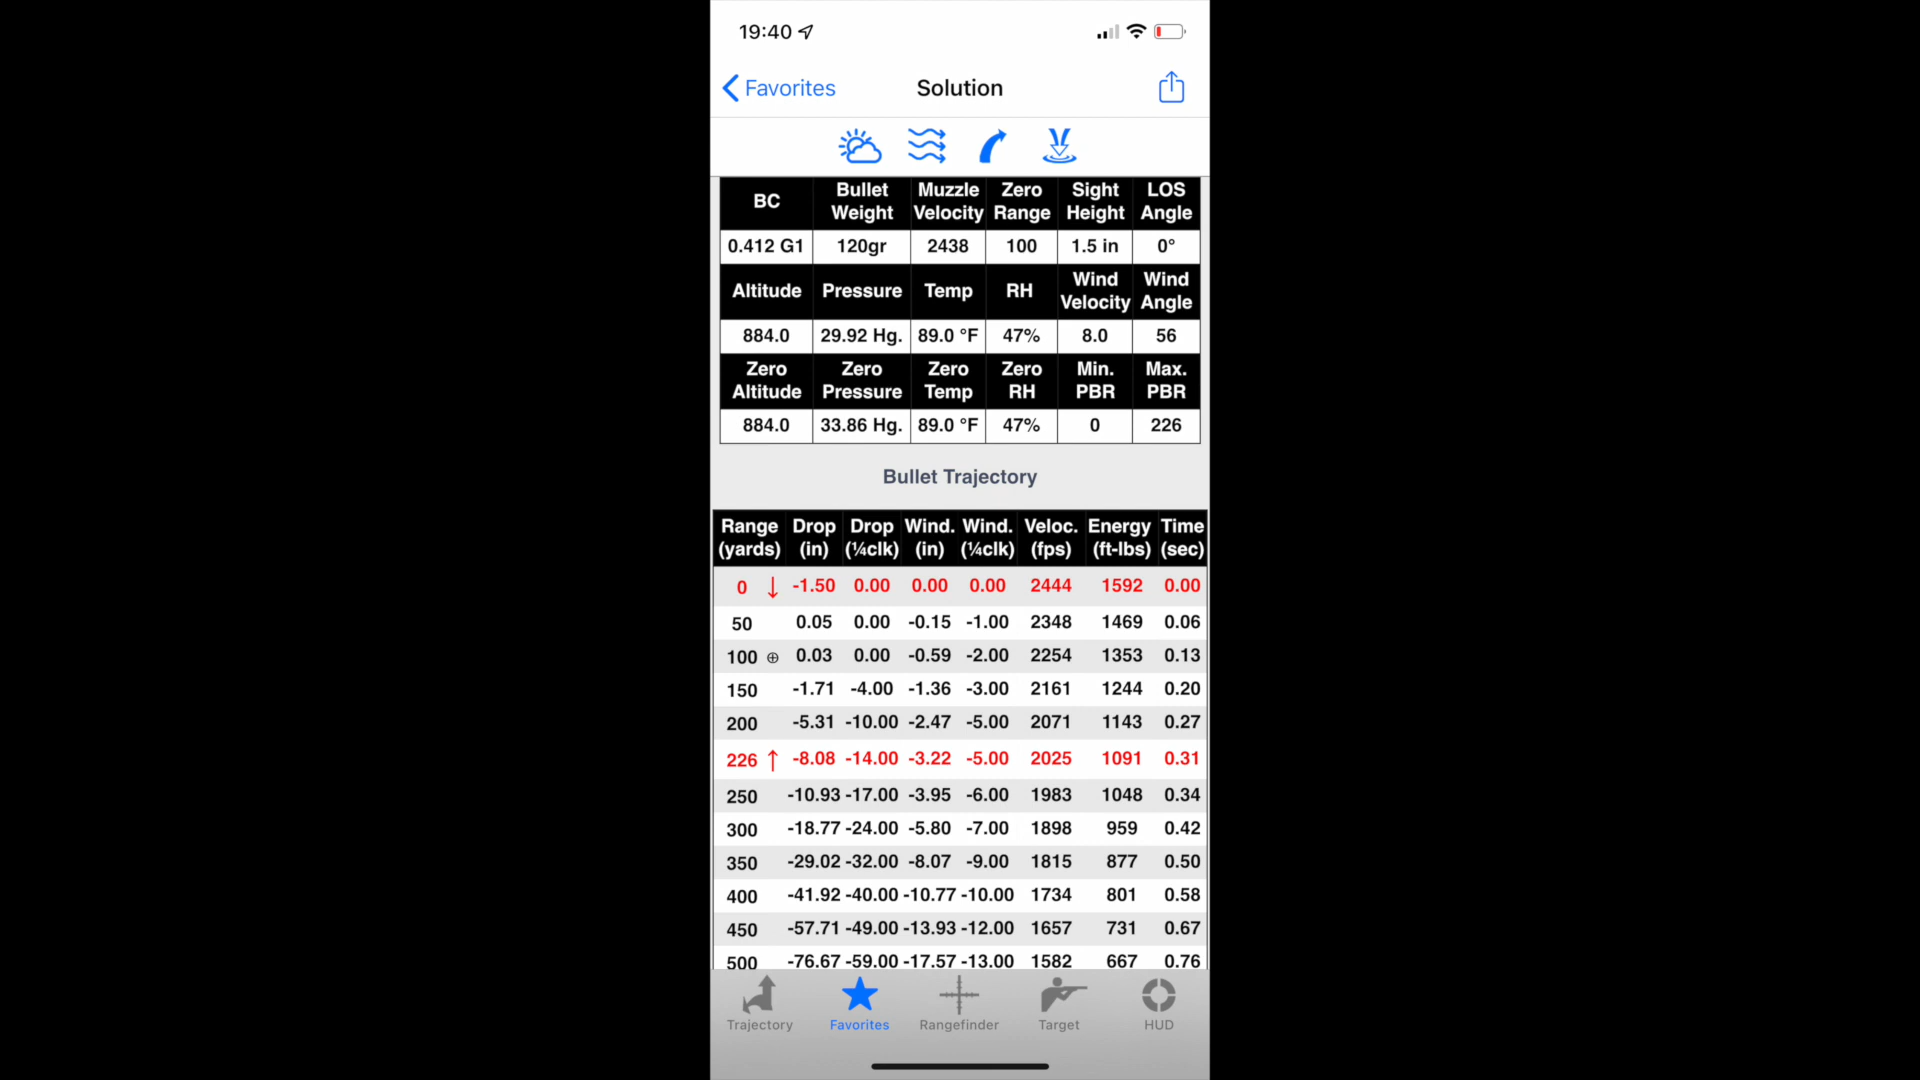 19:40
Favorites Solution
BC Bullet Weight Muzzle Velocity Zero Range Sight Height LOS Angle
0.412 G1 120gr 2438 100 1.5 in 0°
Altitude Pressure Temp RH Wind Velocity Wind Angle
884.0 29.92 Hg. 89.0 °F 47% 8.0 56
Zero Altitude Zero Pressure Zero Temp Zero RH Min. PBR Max. PBR
884.0 33.86 Hg. 89.0 °F 47% 0 226
Bullet Trajectory
Range (yards) Drop (in) Drop (¼clk) Wind. (in) Wind. (¼clk) Veloc. (fps) Energy (ft-lbs) Time (sec)
0 ↓ -1.50 0.00 0.00 0.00 2444 1592 0.00
50 0.05 0.00 -0.15 -1.00 2348 1469 0.06
100 ⊕ 0.03 0.00 -0.59 -2.00 2254 1353 0.13
150 -1.71 -4.00 -1.36 -3.00 2161 1244 0.20
200 -5.31 -10.00 -2.47 -5.00 2071 1143 0.27
226 ↑ -8.08 -14.00 -3.22 -5.00 2025 1091 0.31
250 -10.93 -17.00 -3.95 -6.00 1983 1048 0.34
300 -18.77 -24.00 -5.80 -7.00 1898 959 0.42
350 -29.02 -32.00 -8.07 -9.00 1815 877 0.50
400 -41.92 -40.00 -10.77 -10.00 1734 801 0.58
450 -57.71 -49.00 -13.93 -12.00 1657 731 0.67
500 -76.67 -59.00 -17.57 -13.00 1582 667 0.76
Trajectory Favorites Rangefinder Target HUD